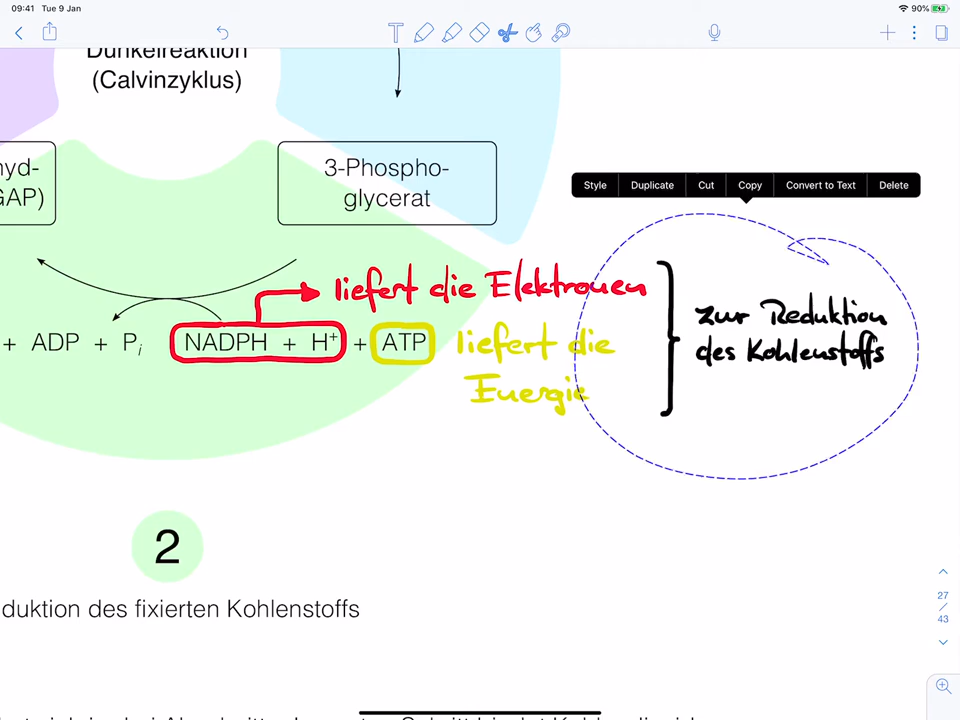 09:41 Tue 9 Jan
90%
Dunkelreaktion
(Calvinzyklus)
hyd-
GAP)
3-Phospho-
glycerat
Style Duplicate Cut Copy Convert to Text Delete
liefert die Elektronen
zur Reduktion
des Kohlenstoffs
+ ADP + Pi NADPH + H⁺ + ATP
liefert die
Energie
2
27
/
43
duktion des fixierten Kohlenstoffs